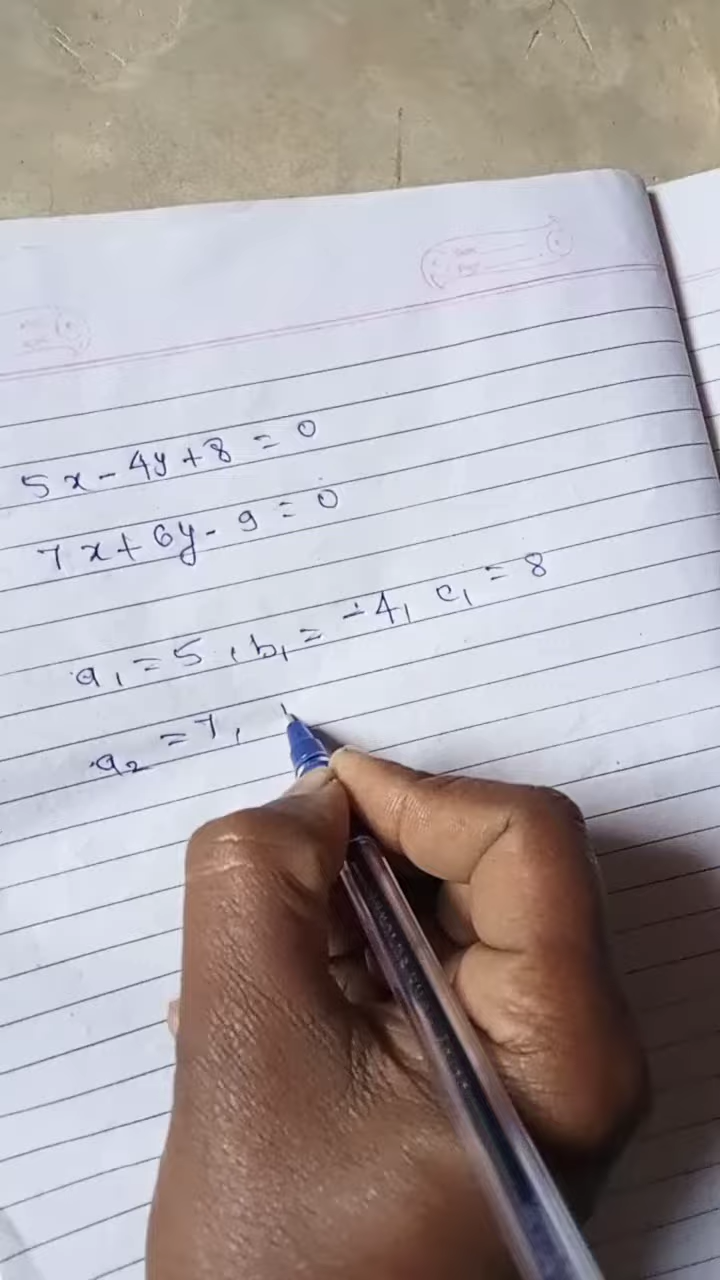 5x-4y+8=0
7x+6y-9=0
a₁=5, b₁=-4, c₁=8
a₂=7,